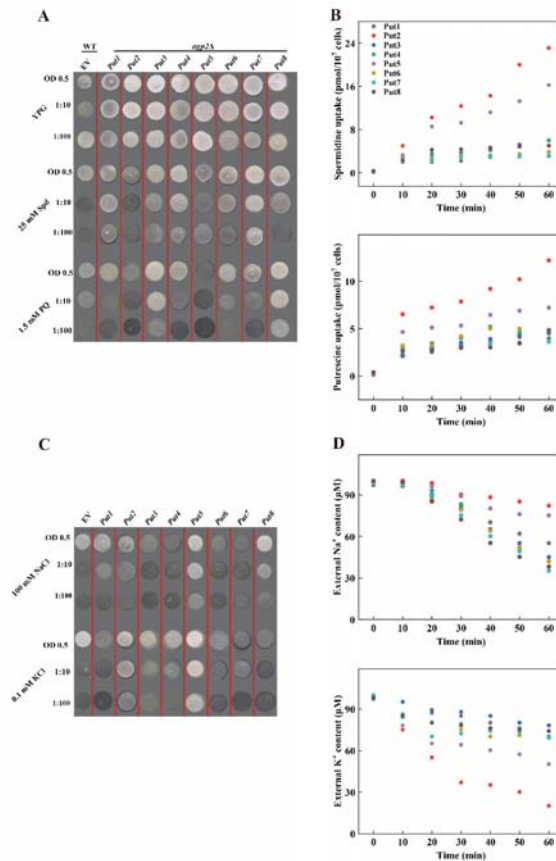 A
WT
agp2Δ
EV
Put1
Put2
Put3
Put4
Put5
Put6
Put7
Put8
OD 0.5
YPG
1:10
1:100
OD 0.5
25 mM Spd
1:10
1:100
OD 0.5
1.5 mM PQ
1:10
1:100
B
Spermidine uptake (pmol/10⁷ cells)
24
16
8
0
Put1
Put2
Put3
Put4
Put5
Put6
Put7
Put8
0 10 20 30 40 50 60
Time (min)
Putrescine uptake (pmol/10⁷ cells)
10
5
0
0 10 20 30 40 50 60
Time (min)
C
EV
Put1
Put2
Put3
Put4
Put5
Put6
Put7
Put8
OD 0.5
100 mM NaCl
1:10
1:100
OD 0.5
0.1 mM KCl
1:10
1:100
D
External Na⁺ content (µM)
90
60
30
0
0 10 20 30 40 50 60
Time (min)
External K⁺ content (µM)
90
60
30
0
0 10 20 30 40 50 60
Time (min)